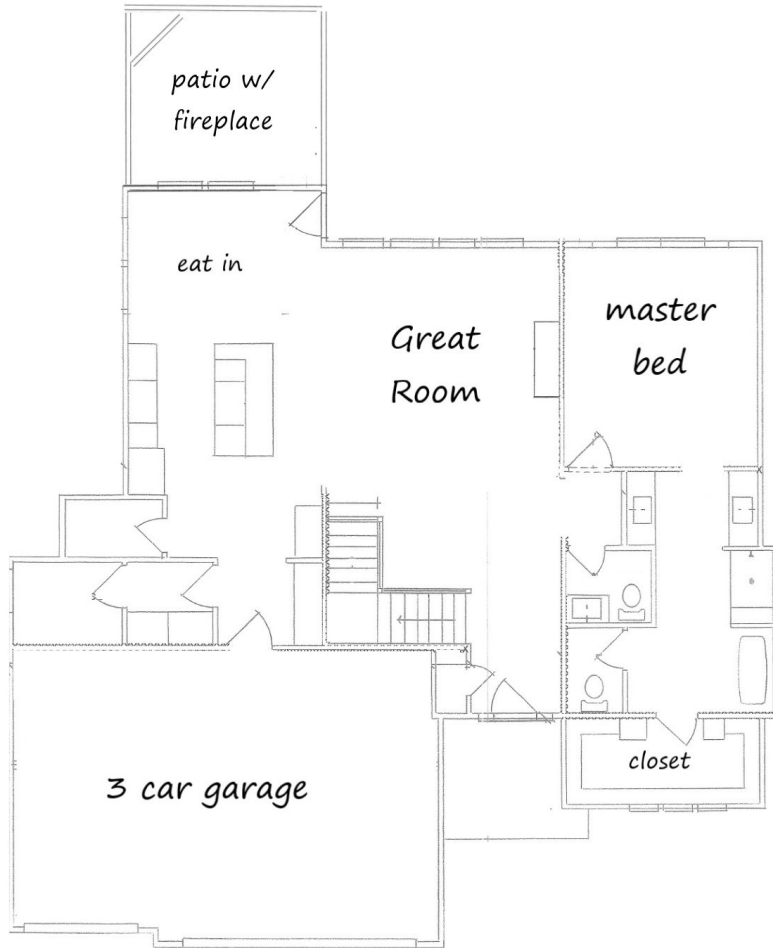 patio w/
fireplace
eat in
Great
Room
master
bed
closet
3 car garage